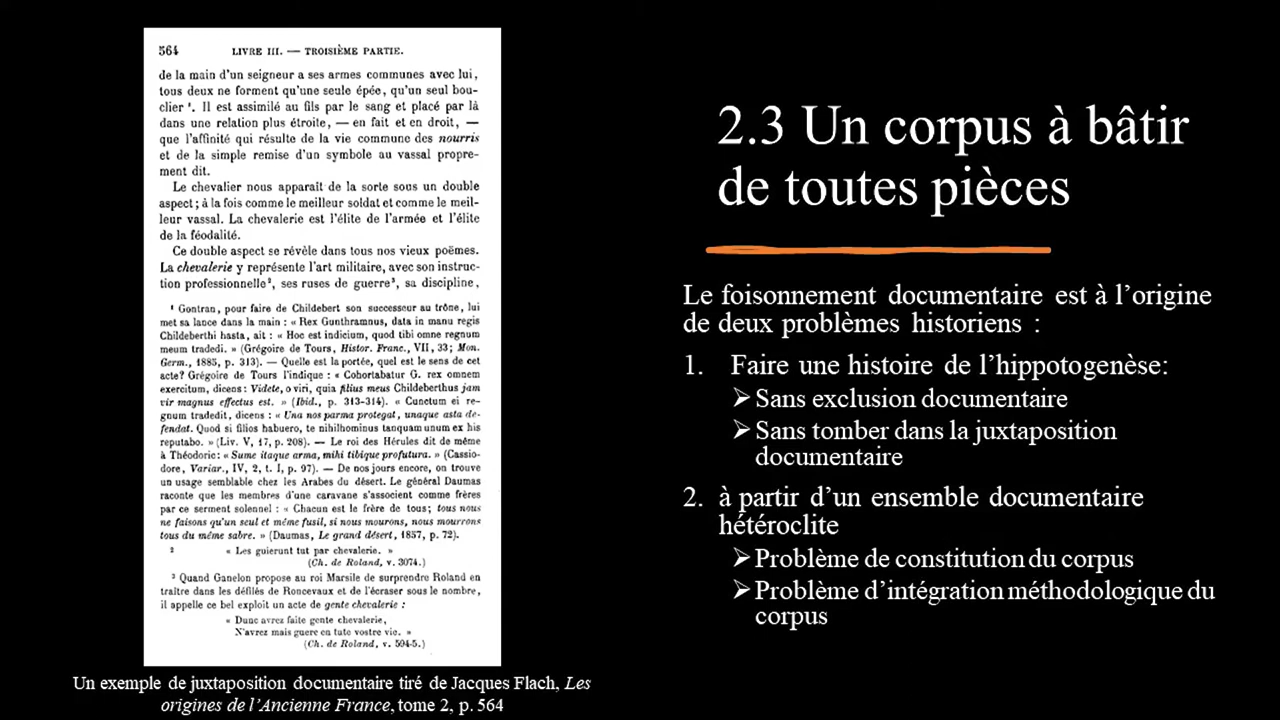 564 LIVRE III. — TROISIÈME PARTIE.
de la main d'un seigneur a ses armes communes avec lui,
tous deux ne forment qu'une seule épée, qu'un seul bou-
clier ¹. Il est assimilé au fils par le sang et placé par là
dans une relation plus étroite, — en fait et en droit, —
que l'affinité qui résulte de la vie commune des nourris
et de la simple remise d'un symbole au vassal propre-
ment dit.
Le chevalier nous apparaît de la sorte sous un double
aspect ; à la fois comme le meilleur soldat et comme le meil-
leur vassal. La chevalerie est l'élite de l'armée et l'élite
de la féodalité.
Ce double aspect se révèle dans tous nos vieux poëmes.
La chevalerie y représente l'art militaire, avec son instruc-
tion professionnelle², ses ruses de guerre³, sa discipline,
¹ Gontran, pour faire de Childebert son successeur au trône, lui
met sa lance dans la main : « Rex Gunthramnus, data in manu regis
Childeberthi hasta, ait : « Hoc est indicium, quod tibi omne regnum
meum tradedi. » (Grégoire de Tours, Histor. Franc., VII, 33; Mon.
Germ., 1885, p. 313). — Quelle est la portée, quel est le sens de cet
acte? Grégoire de Tours l'indique : « Cohortabatur G. rex omnem
exercitum, dicens : Videte, o viri, quia filius meus Childeberthus jam
vir magnus effectus est. » (Ibid., p. 313-314). « Cunctum ei re-
gnum tradedit, dicens : « Una nos parma protegat, unaque asta de-
fendat. Quod si filios habuero, te nihilhominus tanquam unum ex his
reputabo. » (Liv. V, 17, p. 208). — Le roi des Hérules dit de même
à Théodoric : « Sume itaque arma, mihi tibique profutura. » (Cassio-
dore, Variar., IV, 2, t. I, p. 97). — De nos jours encore, on trouve
un usage semblable chez les Arabes du désert. Le général Daumas
raconte que les membres d'une caravane s'associent comme frères
par ce serment solennel : « Chacun est le frère de tous; tous nous
ne faisons qu'un seul et même fusil, si nous mourons, nous mourrons
tous du même sabre. » (Daumas, Le grand désert, 1857, p. 72).
² « Les guierunt tut par chevalerie. »
(Ch. de Roland, v. 3074.)
³ Quand Ganelon propose au roi Marsile de surprendre Roland en
traître dans les défilés de Roncevaux et de l'écraser sous le nombre,
il appelle ce bel exploit un acte de gente chevalerie :
« Dunc avrez faite gente chevalerie,
N'avrez mais guere en tute vostre vie. »
(Ch. de Roland, v. 594-5.)
Un exemple de juxtaposition documentaire tiré de Jacques Flach, Les
origines de l'Ancienne France, tome 2, p. 564
2.3 Un corpus à bâtir
de toutes pièces
Le foisonnement documentaire est à l'origine
de deux problèmes historiens :
1. Faire une histoire de l'hippotogenèse:
➢ Sans exclusion documentaire
➢ Sans tomber dans la juxtaposition
documentaire
2. à partir d'un ensemble documentaire
hétéroclite
➢ Problème de constitution du corpus
➢ Problème d'intégration méthodologique du
corpus